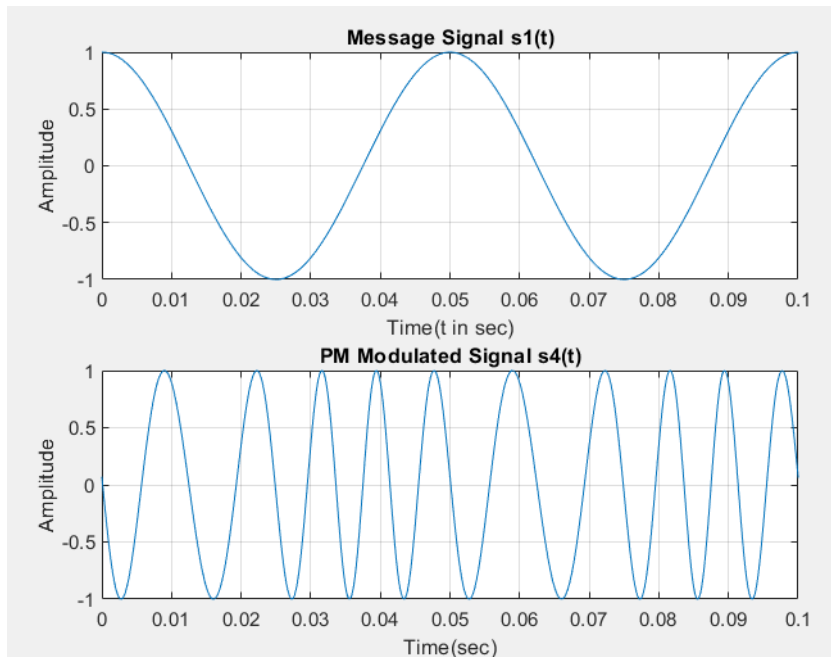 Message Signal s1(t)
1
0.5
0
-0.5
-1
Amplitude
0 0.01 0.02 0.03 0.04 0.05 0.06 0.07 0.08 0.09 0.1
Time(t in sec)
PM Modulated Signal s4(t)
1
0.5
0
-0.5
-1
Amplitude
0 0.01 0.02 0.03 0.04 0.05 0.06 0.07 0.08 0.09 0.1
Time(sec)